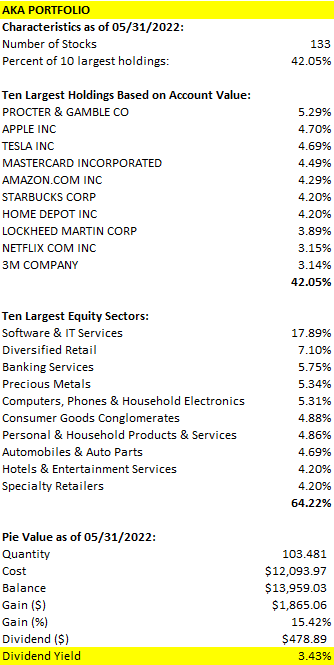 AKA PORTFOLIO
Characteristics as of 05/31/2022:
Number of Stocks 133
Percent of 10 largest holdings: 42.05%
Ten Largest Holdings Based on Account Value:
PROCTER & GAMBLE CO 5.29%
APPLE INC 4.70%
TESLA INC 4.69%
MASTERCARD INCORPORATED 4.49%
AMAZON.COM INC 4.29%
STARBUCKS CORP 4.20%
HOME DEPOT INC 4.20%
LOCKHEED MARTIN CORP 3.89%
NETFLIX COM INC 3.15%
3M COMPANY 3.14%
42.05%
Ten Largest Equity Sectors:
Software & IT Services 17.89%
Diversified Retail 7.10%
Banking Services 5.75%
Precious Metals 5.34%
Computers, Phones & Household Electronics 5.31%
Consumer Goods Conglomerates 4.88%
Personal & Household Products & Services 4.86%
Automobiles & Auto Parts 4.69%
Hotels & Entertainment Services 4.20%
Specialty Retailers 4.20%
64.22%
Pie Value as of 05/31/2022:
Quantity 103.481
Cost $12,093.97
Balance $13,959.03
Gain ($) $1,865.06
Gain (%) 15.42%
Dividend ($) $478.89
Dividend Yield 3.43%